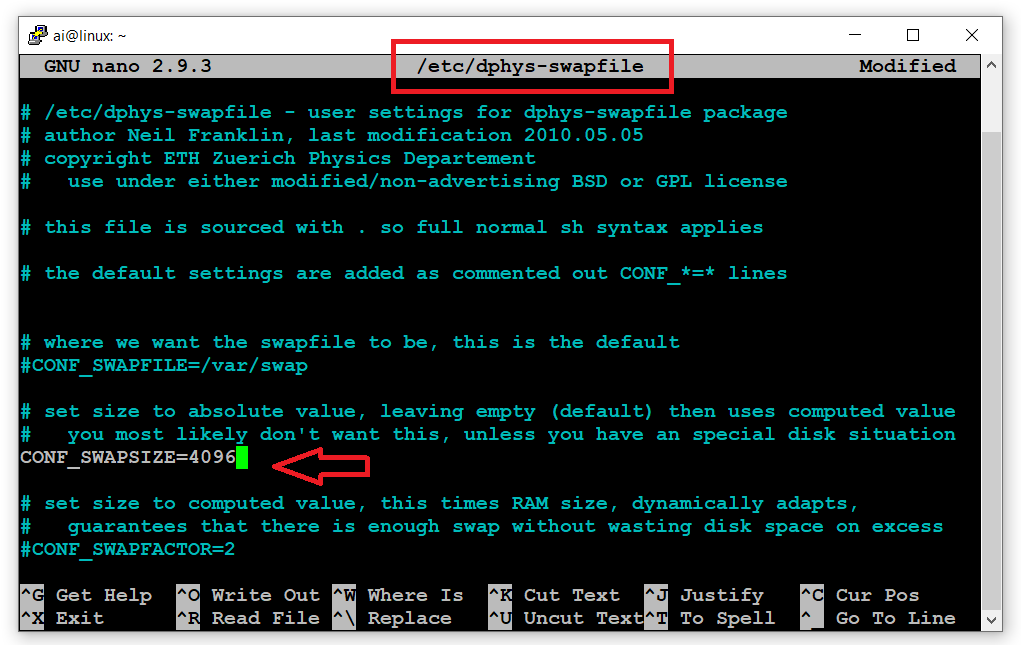 ai@linux: ~
GNU nano 2.9.3 /etc/dphys-swapfile Modified
# /etc/dphys-swapfile - user settings for dphys-swapfile package
# author Neil Franklin, last modification 2010.05.05
# copyright ETH Zuerich Physics Departement
#   use under either modified/non-advertising BSD or GPL license
# this file is sourced with . so full normal sh syntax applies
# the default settings are added as commented out CONF_*=* lines
# where we want the swapfile to be, this is the default
#CONF_SWAPFILE=/var/swap
# set size to absolute value, leaving empty (default) then uses computed value
#   you most likely don't want this, unless you have an special disk situation
CONF_SWAPSIZE=4096
# set size to computed value, this times RAM size, dynamically adapts,
#   guarantees that there is enough swap without wasting disk space on excess
#CONF_SWAPFACTOR=2
^G Get Help ^O Write Out ^W Where Is ^K Cut Text ^J Justify ^C Cur Pos
^X Exit ^R Read File ^\ Replace ^U Uncut Text ^T To Spell ^_ Go To Line